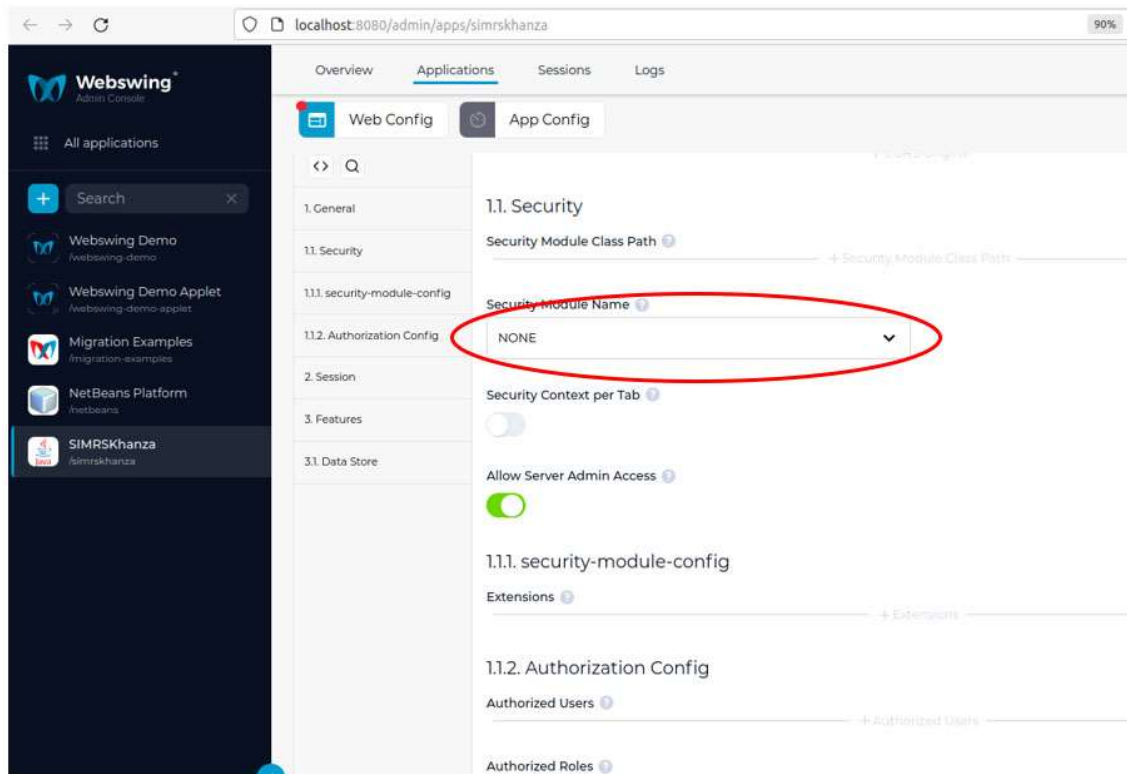 localhost:8080/admin/apps/simrskhanza
90%
Webswing®
Admin Console
All applications
Search
Webswing Demo
/webswing-demo
Webswing Demo Applet
/webswing-demo-applet
Migration Examples
/migration-examples
NetBeans Platform
/netbeans
Java
SIMRSKhanza
/simrskhanza
Overview Applications Sessions Logs
Web Config App Config
1. General
1.1. Security
1.1.1. security-module-config
1.1.2. Authorization Config
2. Session
3. Features
3.1. Data Store
1.1. Security
Security Module Class Path
+ Security Module Class Path
Security Module Name
NONE
Security Context per Tab
Allow Server Admin Access
1.1.1. security-module-config
Extensions
+ Extensions
1.1.2. Authorization Config
Authorized Users
+ Authorized Users
Authorized Roles